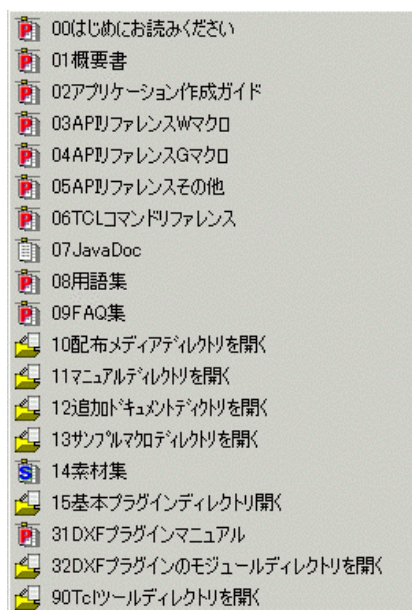 00はじめにお読みください
01概要書
02アプリケーション作成ガイド
03APIリファレンスWマクロ
04APIリファレンスGマクロ
05APIリファレンスその他
06TCLコマンドリファレンス
07JavaDoc
08用語集
09FAQ集
10配布メディアディレクトリを開く
11マニュアルディレクトリを開く
12追加ドキュメントディクトリを開く
13サンプルマクロディレクトリを開く
14素材集
15基本プラグインディレクトリ開く
31DXFプラグインマニュアル
32DXFプラグインのモジュールディレクトリを開く
90Tclツールディレクトリを開く